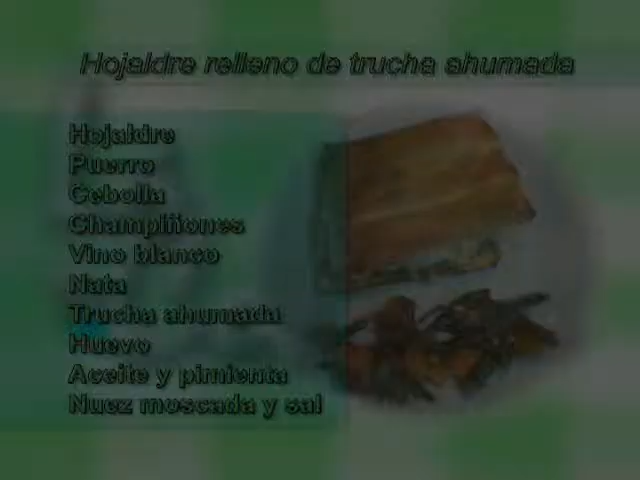 Hojaldre relleno de trucha ahumada
Hojaldre
Puerro
Cebolla
Champiñones
Vino blanco
Nata
Trucha ahumada
Huevo
Aceite y pimienta
Nuez moscada y sal